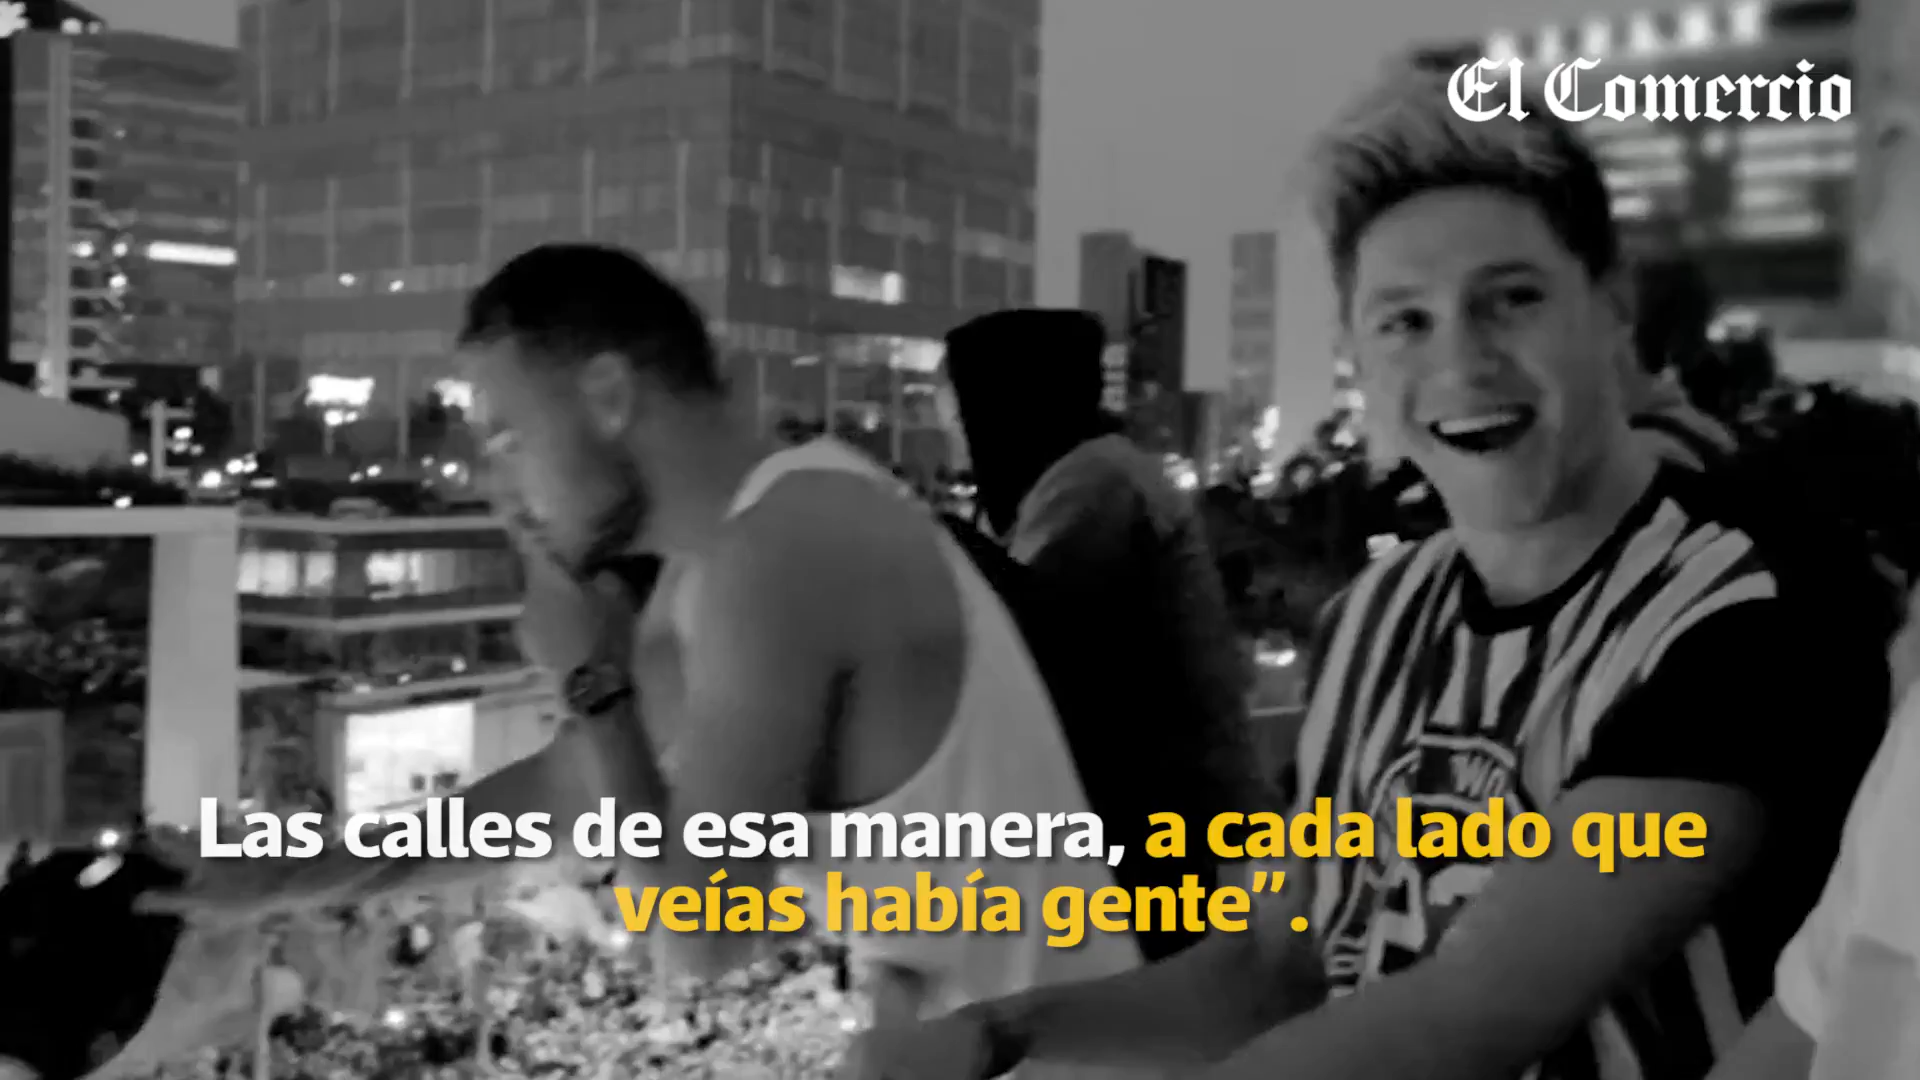 El Comercio
Las calles de esa manera, a cada lado que
veías había gente”.